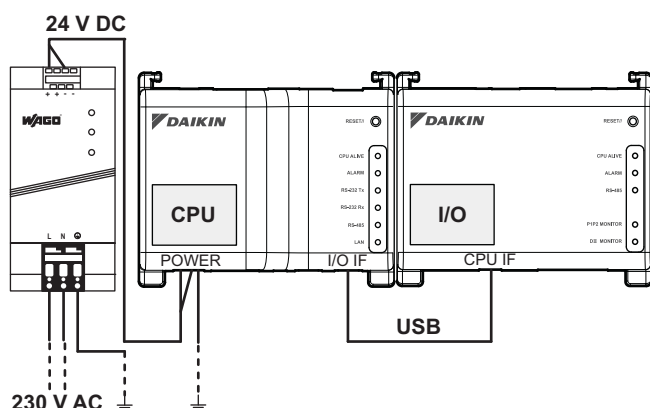 24 V DC
+ + - -
WAGO
L N
230 V AC
DAIKIN
RESET/I
CPU ALIVE
ALARM
RS-232 Tx
RS-232 Rx
RS-485
LAN
CPU
POWER
I/O IF
DAIKIN
RESET/I
CPU ALIVE
ALARM
RS-485
P1P2 MONITOR
DIII MONITOR
I/O
CPU IF
USB